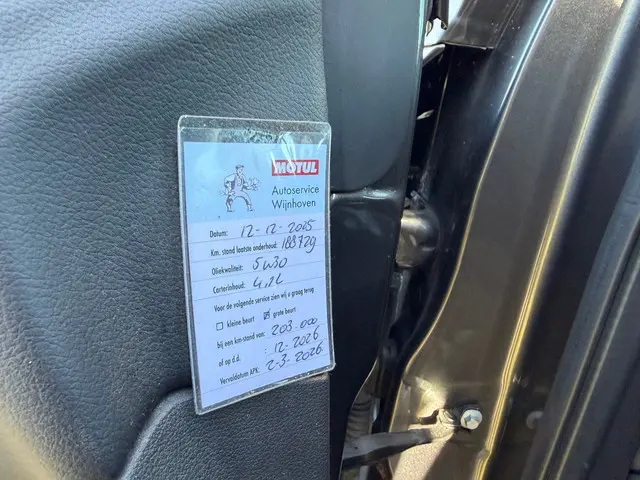 MOTUL
Autoservice
Wijnhoven
Datum: 12-12-2025
Km. stand laatste onderhoud: 188729
Oliekwaliteit: 5w30
Carterinhoud: 4,2L
Voor de volgende service zien wij u graag terug
kleine beurt grote beurt
bij een km-stand van: 203.000
of op d.d. : 12-2026
Vervaldatum APK: 2-3-2026